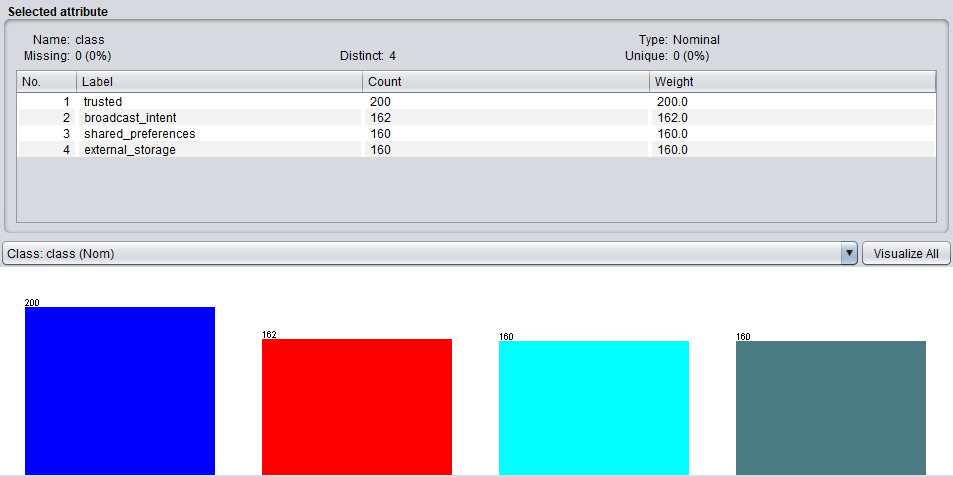 Selected attribute
Name: class Type: Nominal
Missing: 0 (0%) Distinct: 4 Unique: 0 (0%)
No. Label Count Weight
1 trusted 200 200.0
2 broadcast_intent 162 162.0
3 shared_preferences 160 160.0
4 external_storage 160 160.0
Class: class (Nom) Visualize All
200
162
160
160